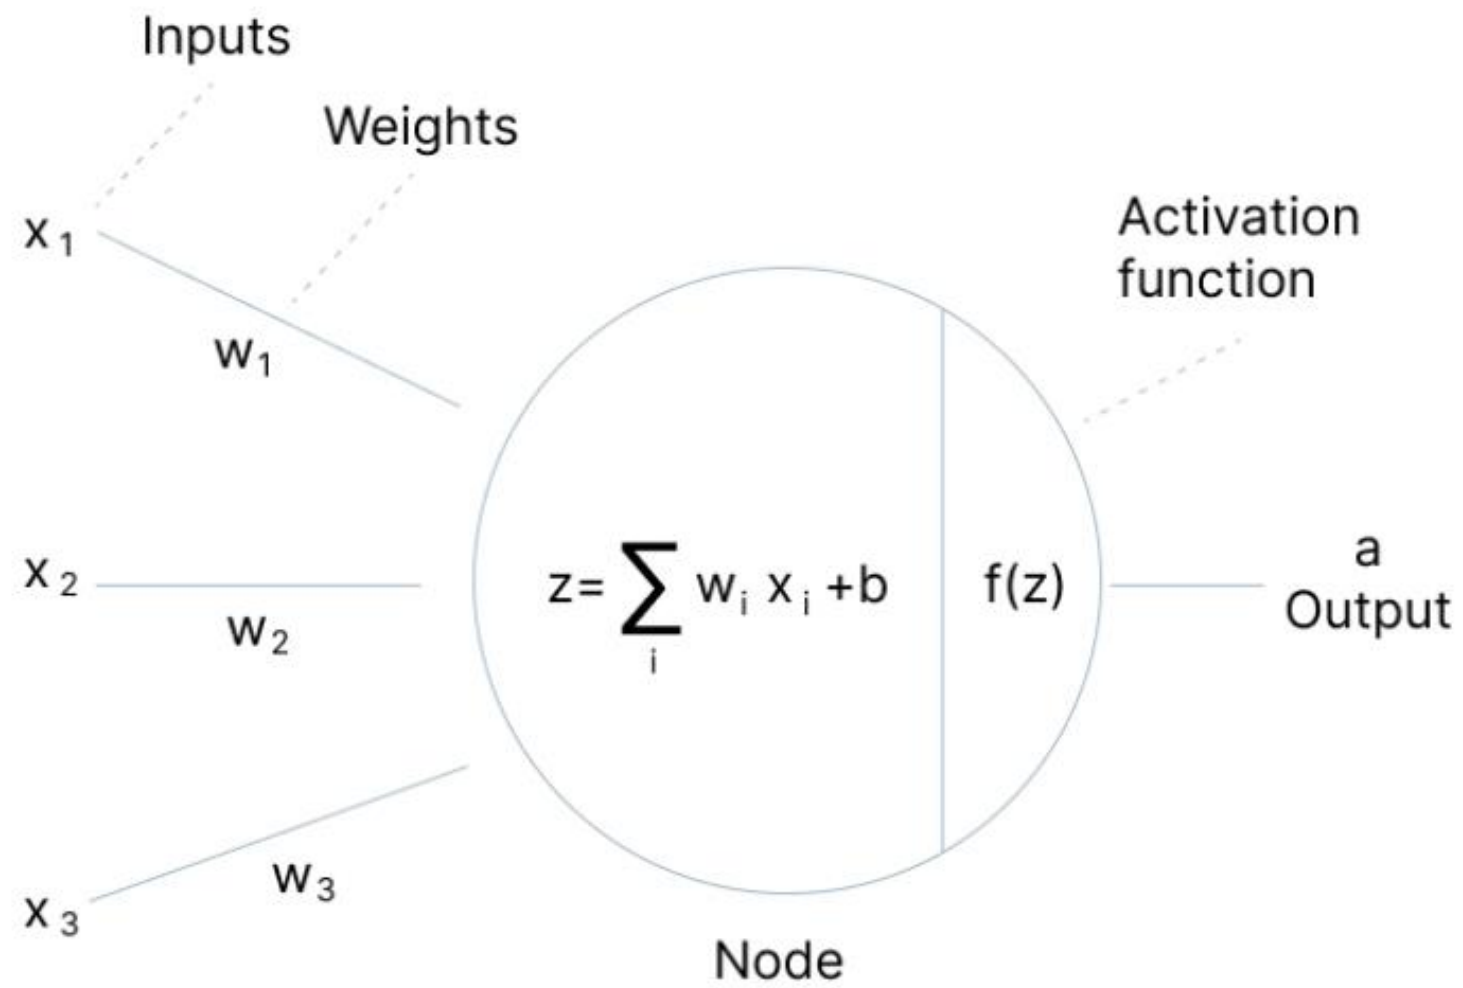 Inputs
Weights
Activation
function
x₁
w₁
x₂
w₂
z=∑ wᵢ xᵢ +b
i
f(z)
a
Output
w₃
x₃
Node